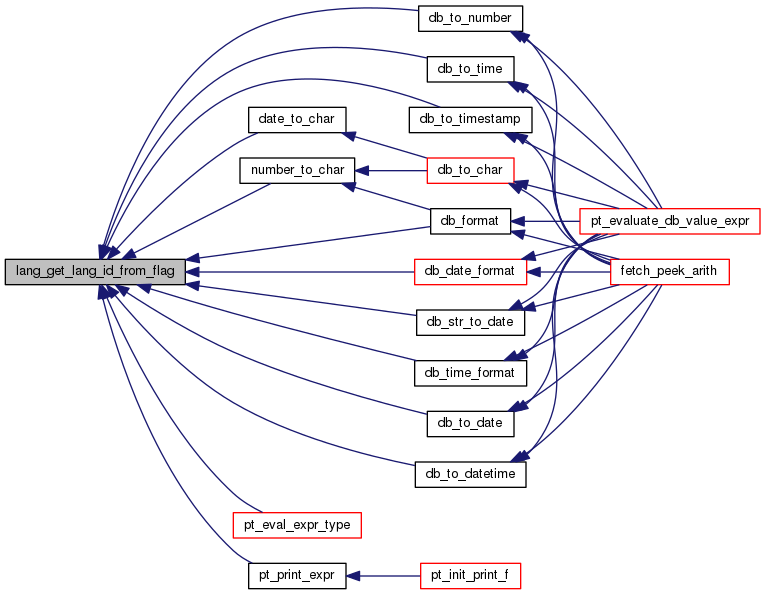 db_to_number
db_to_time
date_to_char
db_to_timestamp
number_to_char
db_to_char
db_format
pt_evaluate_db_value_expr
lang_get_lang_id_from_flag
db_date_format
fetch_peek_arith
db_str_to_date
db_time_format
db_to_date
db_to_datetime
pt_eval_expr_type
pt_print_expr
pt_init_print_f